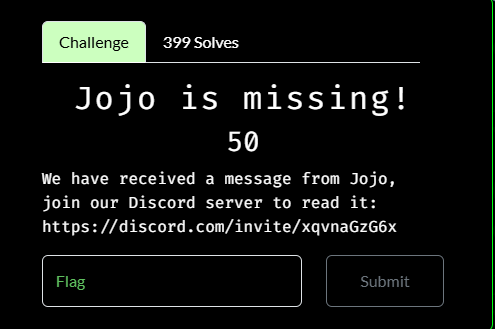 Challenge
399 Solves
Jojo is missing!
50
We have received a message from Jojo,
join our Discord server to read it:
https://discord.com/invite/xqvnaGzG6x
Flag
Submit